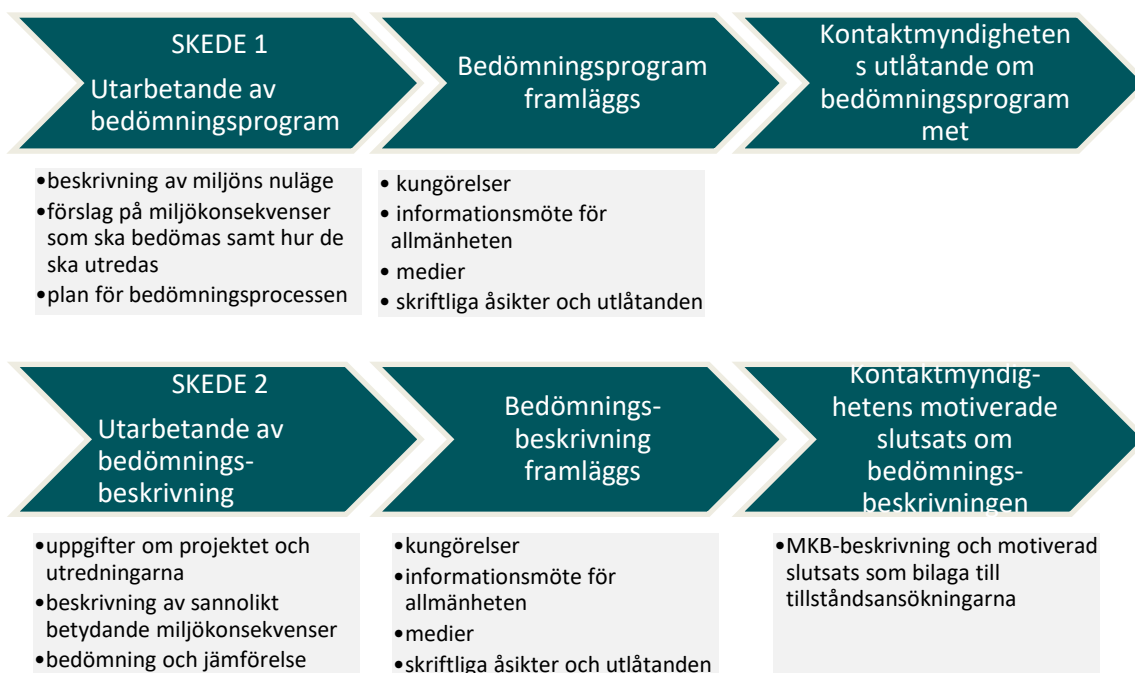 SKEDE 1
Utarbetande av
bedömningsprogram
Bedömningsprogram
framläggs
Kontaktmyndigheten
s utlåtande om
bedömningsprogram
met
•beskrivning av miljöns nuläge
•förslag på miljökonsekvenser
som ska bedömas samt hur de
ska utredas
•plan för bedömningsprocessen
• kungörelser
• informationsmöte för
allmänheten
• medier
• skriftliga åsikter och utlåtanden
SKEDE 2
Utarbetande av
bedömnings-
beskrivning
Bedömnings-
beskrivning
framläggs
Kontaktmyndig-
hetens motiverade
slutsats om
bedömnings-
beskrivningen
•uppgifter om projektet och
utredningarna
•beskrivning av sannolikt
betydande miljökonsekvenser
•bedömning och jämförelse
•kungörelser
•informationsmöte för
allmänheten
•medier
•skriftliga åsikter och utlåtanden
•MKB-beskrivning och motiverad
slutsats som bilaga till
tillståndsansökningarna